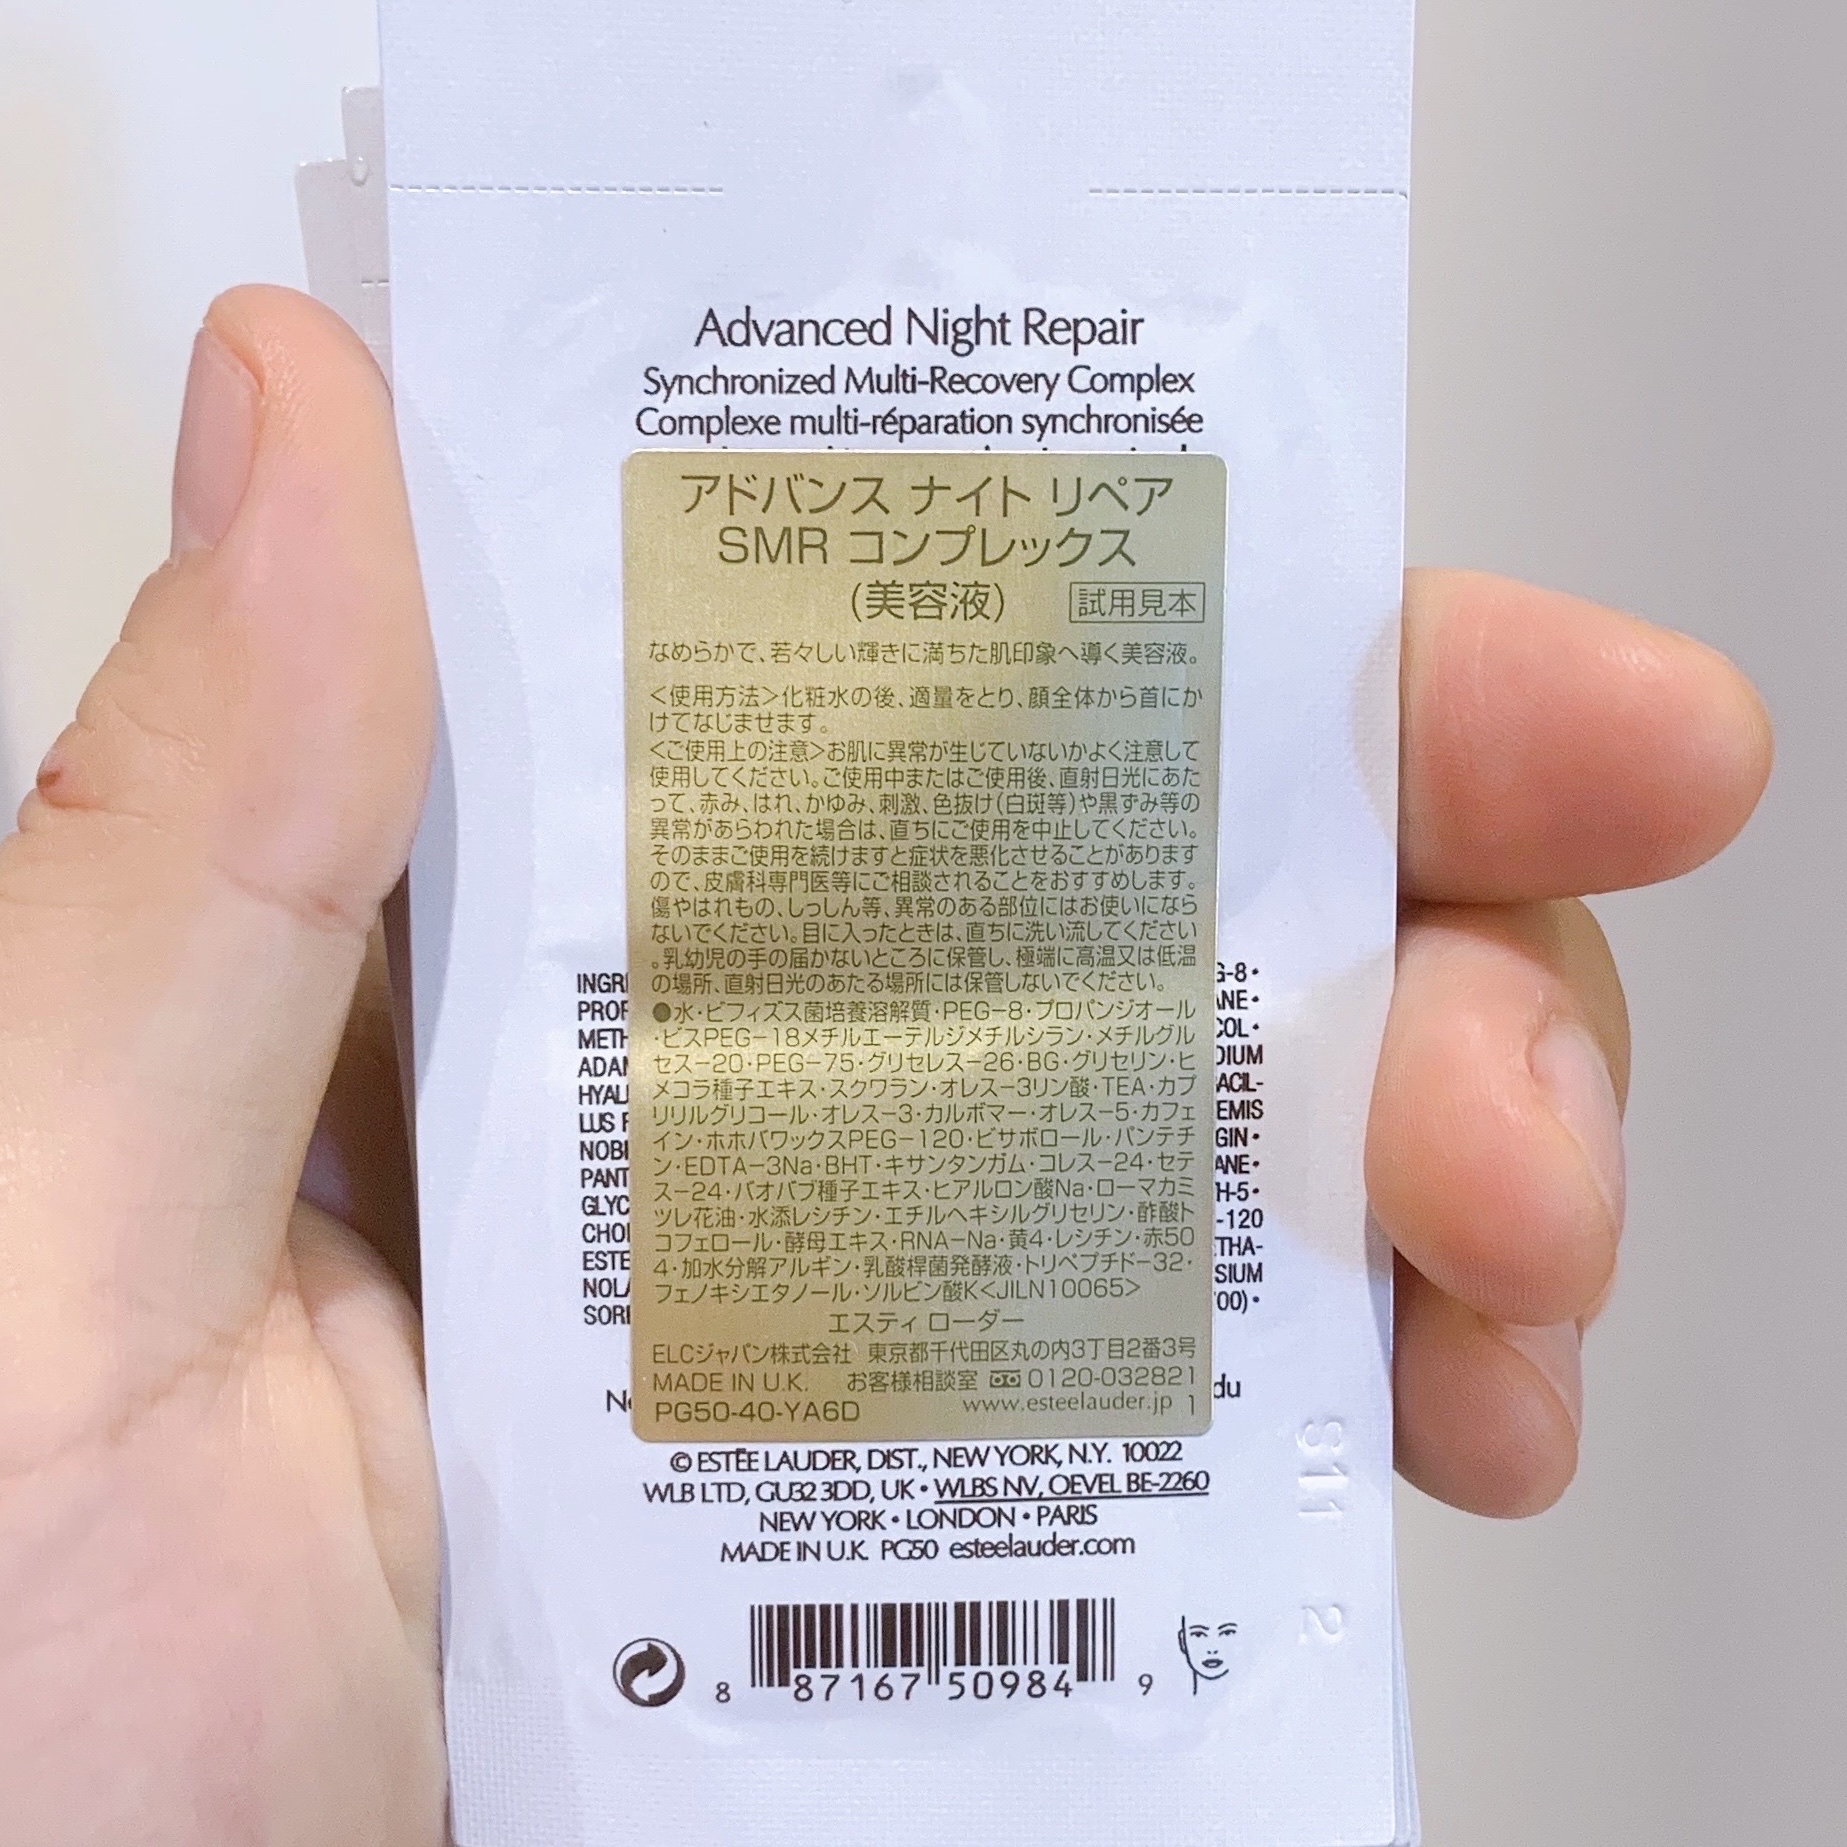 Advanced Night Repair
Synchronized Multi-Recovery Complex
Complexe multi-réparation synchronisée
アドバンス ナイト リペア
SMR コンプレックス
(美容液) 試用見本
なめらかで、若々しい輝きに満ちた肌印象へ導く美容液。
<使用方法>化粧水の後、適量をとり、顔全体から首にか
けてなじませます。
<ご使用上の注意>お肌に異常が生じていないかよく注意して
使用してください。ご使用中またはご使用後、直射日光にあた
って、赤み、はれ、かゆみ、刺激、色抜け(白斑等)や黒ずみ等の
異常があらわれた場合は、直ちにご使用を中止してください。
そのままご使用を続けますと症状を悪化させることがあります
ので、皮膚科専門医等にご相談されることをおすすめします。
傷やはれもの、しっしん等、異常のある部位にはお使いになら
ないでください。目に入ったときは、直ちに洗い流してください
。乳幼児の手の届かないところに保管し、極端に高温又は低温
の場所、直射日光のあたる場所には保管しないでください。
●水・ビフィズス菌培養溶解質・PEG-8・プロパンジオール
・ビスPEG-18メチルエーテルジメチルシラン・メチルグル
セス-20・PEG-75・グリセレス-26・BG・グリセリン・ヒ
メコラ種子エキス・スクワラン・オレス-3リン酸・TEA・カプ
リリルグリコール・オレス-3・カルボマー・オレス-5・カフェ
イン・ホホバワックスPEG-120・ビサボロール・パンテチ
ン・EDTA-3Na・BHT・キサンタンガム・コレス-24・セテ
ス-24・バオバブ種子エキス・ヒアルロン酸Na・ローマカミ
ツレ花油・水添レシチン・エチルヘキシルグリセリン・酢酸ト
コフェロール・酵母エキス・RNA-Na・黄4・レシチン・赤50
4・加水分解アルギン・乳酸桿菌発酵液・トリペプチド-32・
フェノキシエタノール・ソルビン酸K<JILN10065>
エスティ ローダー
ELCジャパン株式会社 東京都千代田区丸の内3丁目2番3号
MADE IN U.K. お客様相談室 0120-032821
PG50-40-YA6D www.esteelauder.jp 1
© ESTĒE LAUDER, DIST., NEW YORK, N.Y. 10022
WLB LTD, GU32 3DD, UK • WLBS NV, OEVEL BE-2260
NEW YORK • LONDON • PARIS
MADE IN U.K. PG50 esteelauder.com
8 87167 50984 9
S11 2